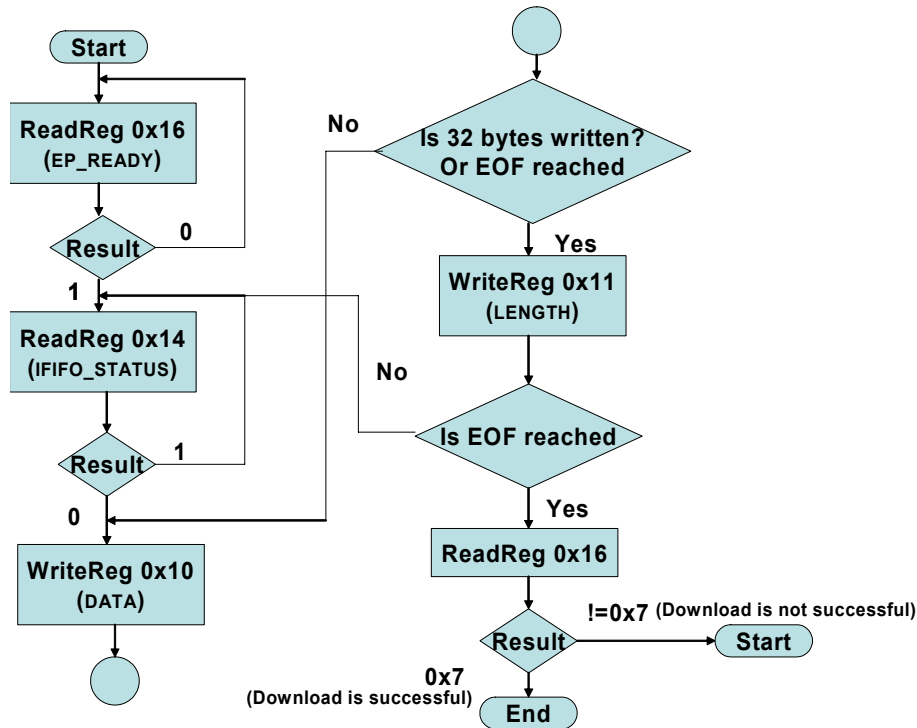 Start
ReadReg 0x16
(EP_READY)
Result
0
1
ReadReg 0x14
(IFIFO_STATUS)
Result
1
0
WriteReg 0x10
(DATA)
Is 32 bytes written?
Or EOF reached
No
Yes
WriteReg 0x11
(LENGTH)
No
Is EOF reached
Yes
ReadReg 0x16
Result
!=0x7 (Download is not successful)
Start
0x7
(Download is successful)
End